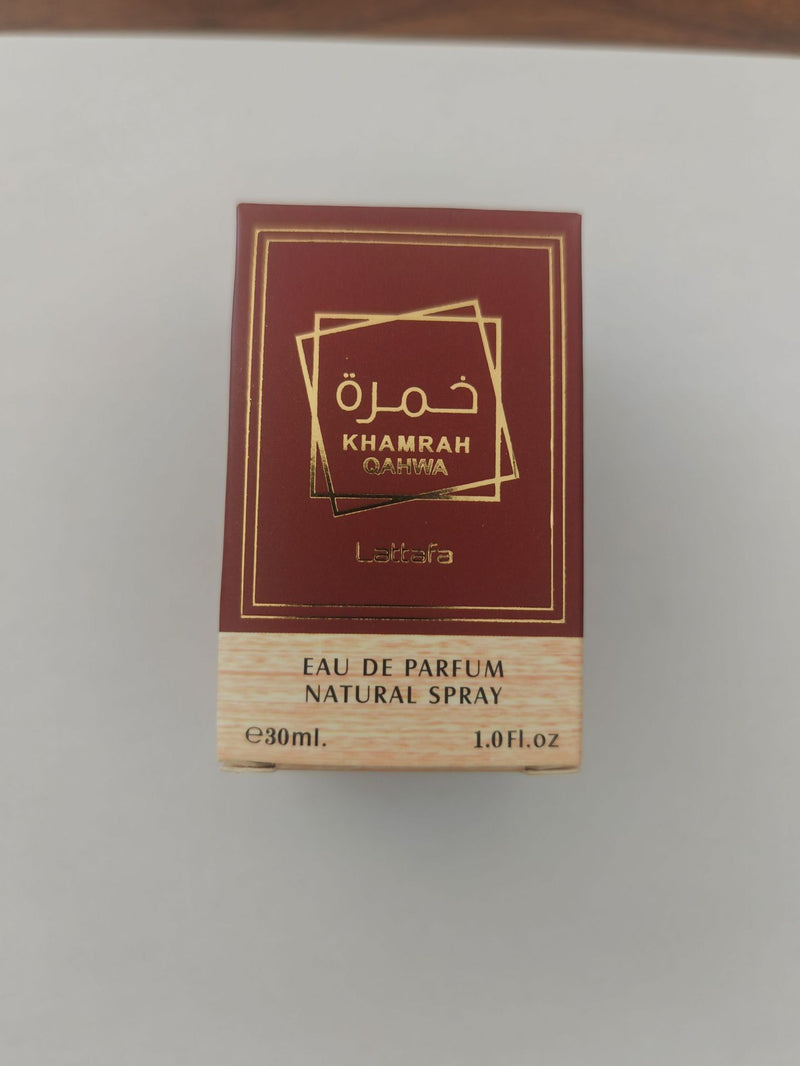 خمرة
KHAMRAH
QAHWA
Lattafa
EAU DE PARFUM
NATURAL SPRAY
℮30ml. 1.0Fl.oz